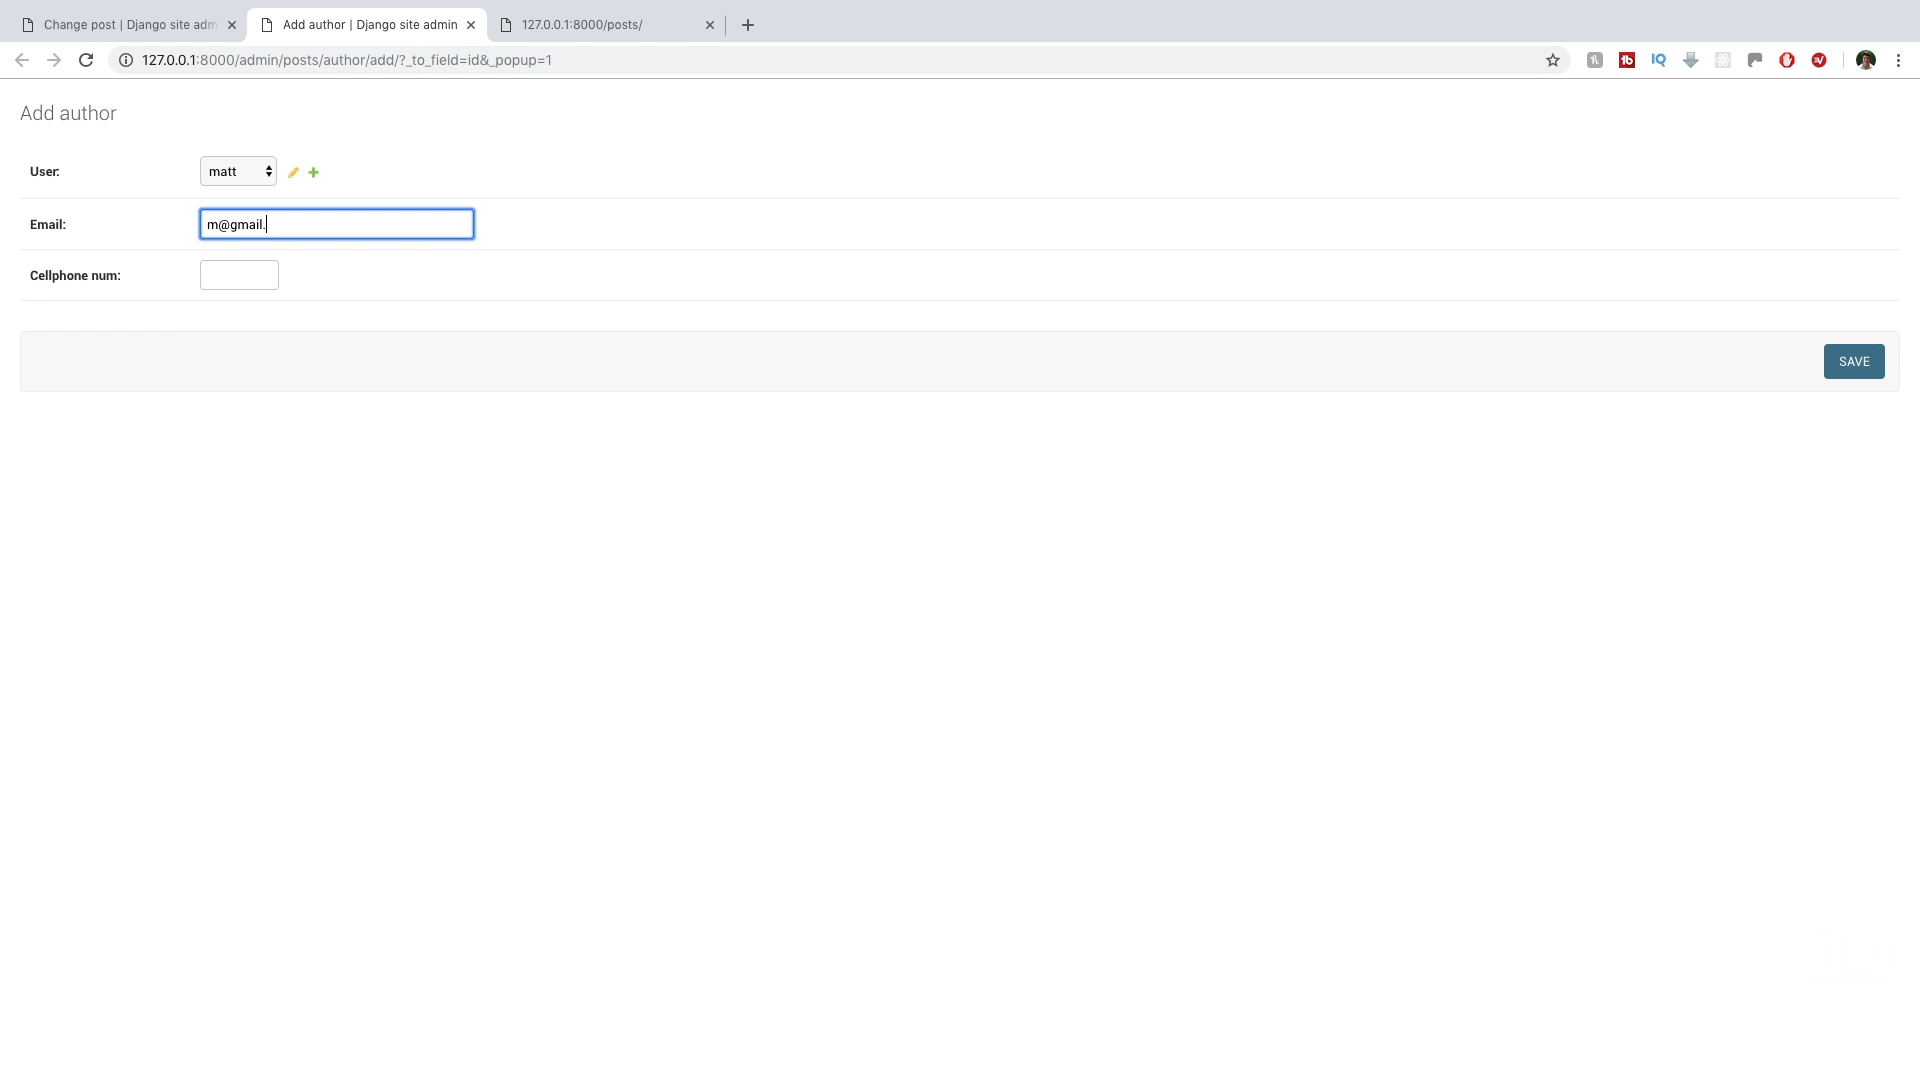 Change post | Django site adm
Add author | Django site admin
127.0.0.1:8000/posts/
127.0.0.1:8000/admin/posts/author/add/?_to_field=id&_popup=1
IQ
Add author
User:
matt
Email:
m@gmail.
Cellphone num:
SAVE